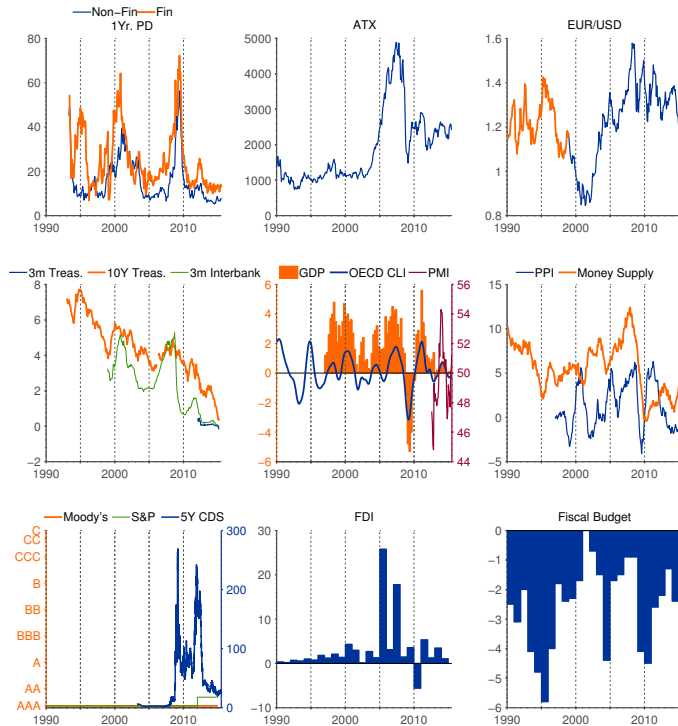 Non−Fin Fin
1Yr. PD
ATX
EUR/USD
80
60
40
20
0
1990 2000 2010
5000
4000
3000
2000
1000
0
1990 2000 2010
1.6
1.4
1.2
1
0.8
1990 2000 2010
3m Treas. 10Y Treas. 3m Interbank
GDP OECD CLI PMI
PPI Money Supply
8
6
4
2
0
−2
1990 2000 2010
6
4
2
0
−2
−4
−6
1990 2000 2010
56
54
52
50
48
46
44
15
10
5
0
−5
1990 2000 2010
Moody's S&P 5Y CDS
FDI
Fiscal Budget
C
CC
CCC
B
BB
BBB
A
AA
AAA
1990 2000 2010
300
200
100
0
30
20
10
0
−10
1990 2000 2010
0
−1
−2
−3
−4
−5
−6
1990 2000 2010